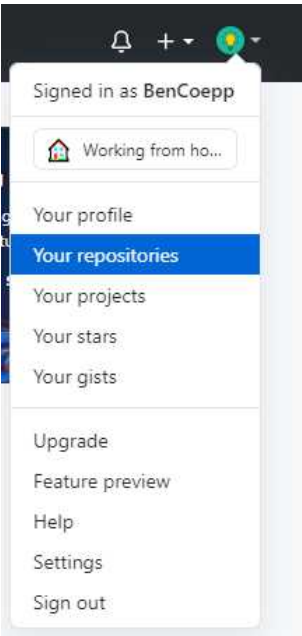 Signed in as BenCoepp
Working from ho...
Your profile
Your repositories
Your projects
Your stars
Your gists
Upgrade
Feature preview
Help
Settings
Sign out